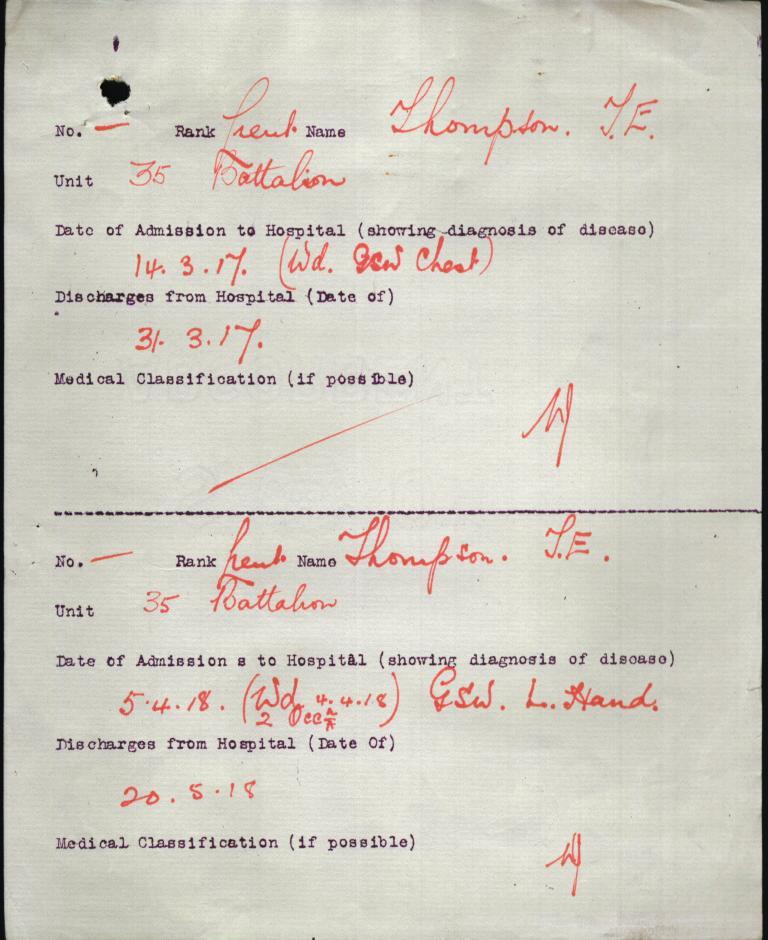 No. — Rank Lieut Name Thompson. T.E.
Unit 35 Battalion
Date of Admission to Hospital (showing diagnosis of disease)
14.3.17. (Wd. GSW Chest)
Discharges from Hospital (Date of)
31.3.17.
Medical Classification (if possible)
No. — Rank Lieut Name Thompson. T.E.
Unit 35 Battalion
Date of Admission s to Hospital (showing diagnosis of disease)
5.4.18. (Wd. 4.4.18) GSW. L. Hand.
2 Occ
Discharges from Hospital (Date Of)
20.5.18
Medical Classification (if possible)